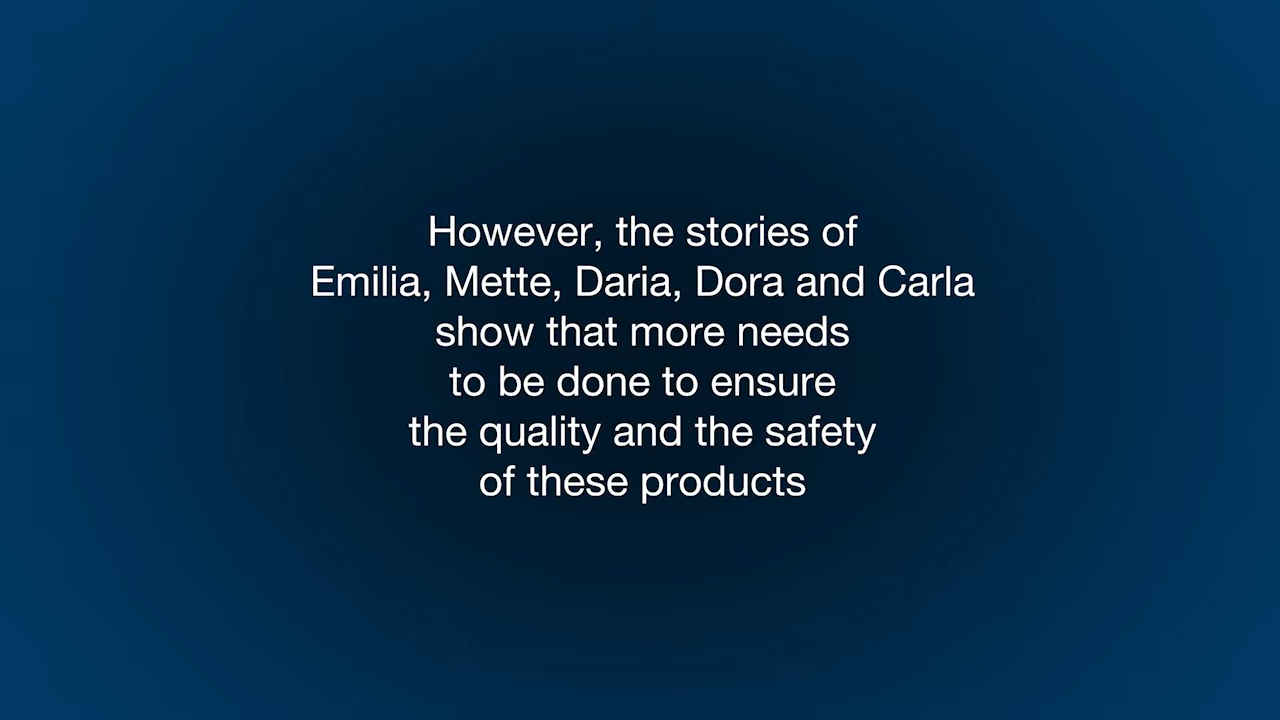 However, the stories of
Emilia, Mette, Daria, Dora and Carla
show that more needs
to be done to ensure
the quality and the safety
of these products